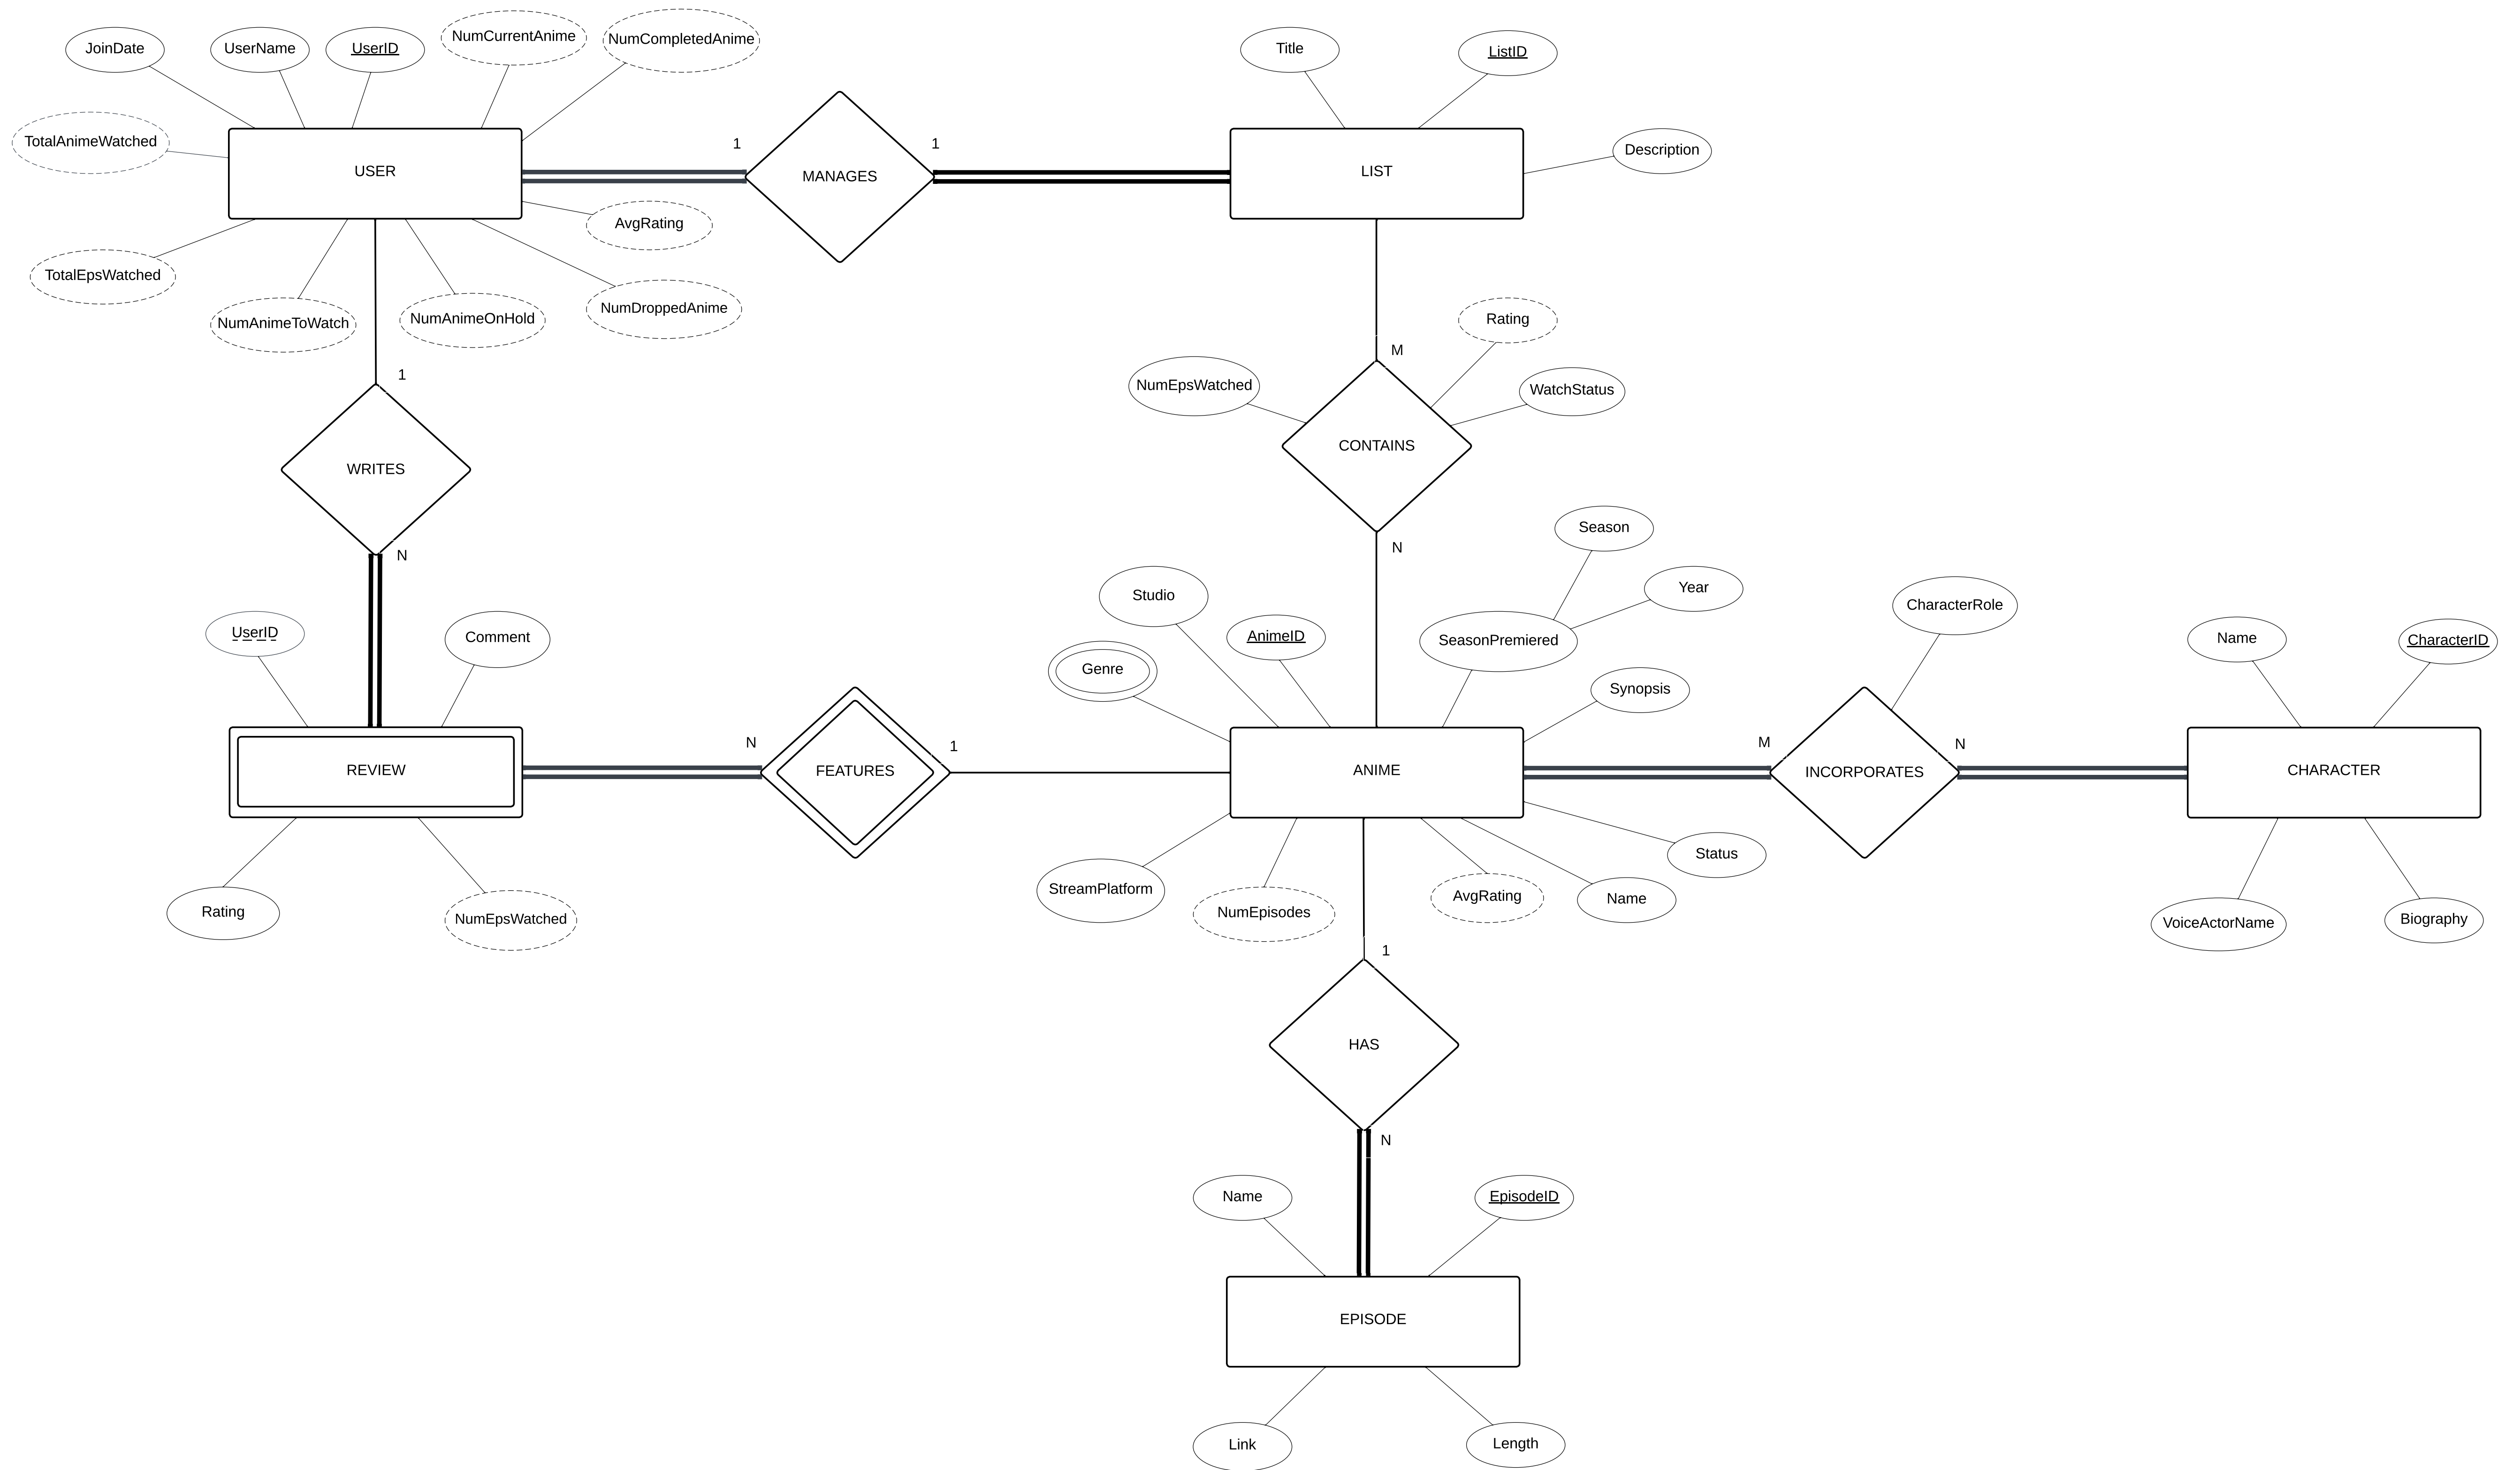 JoinDate
UserName
UserID
NumCurrentAnime
NumCompletedAnime
Title
ListID
TotalAnimeWatched
USER
1
MANAGES
1
LIST
Description
AvgRating
TotalEpsWatched
NumAnimeToWatch
NumAnimeOnHold
NumDroppedAnime
Rating
M
NumEpsWatched
WatchStatus
CONTAINS
1
WRITES
N
N
Season
Year
Studio
AnimeID
SeasonPremiered
CharacterRole
UserID
Comment
Genre
Synopsis
Name
CharacterID
REVIEW
N
FEATURES
1
ANIME
M
INCORPORATES
N
CHARACTER
Rating
NumEpsWatched
StreamPlatform
NumEpisodes
AvgRating
Name
Status
VoiceActorName
Biography
1
HAS
N
Name
EpisodeID
EPISODE
Link
Length